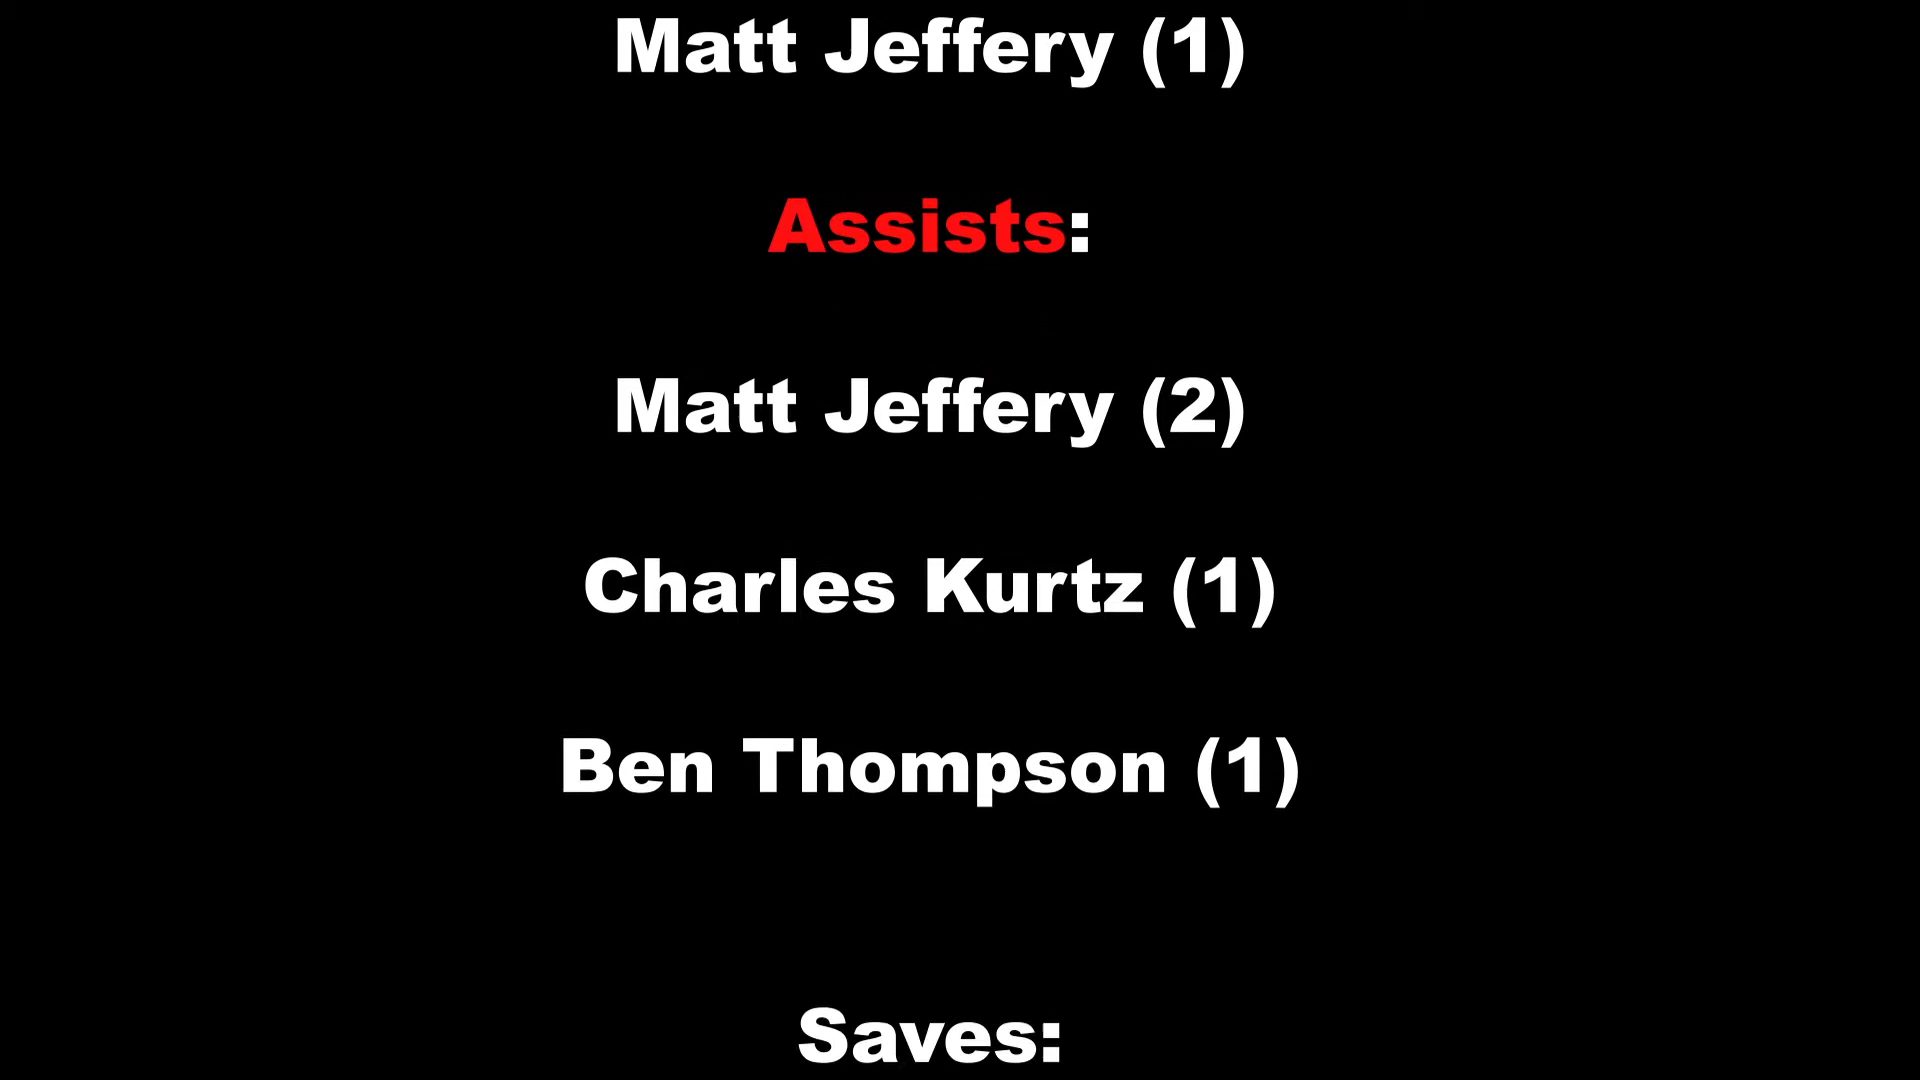 Matt Jeffery (1)
Assists:
Matt Jeffery (2)
Charles Kurtz (1)
Ben Thompson (1)
Saves: